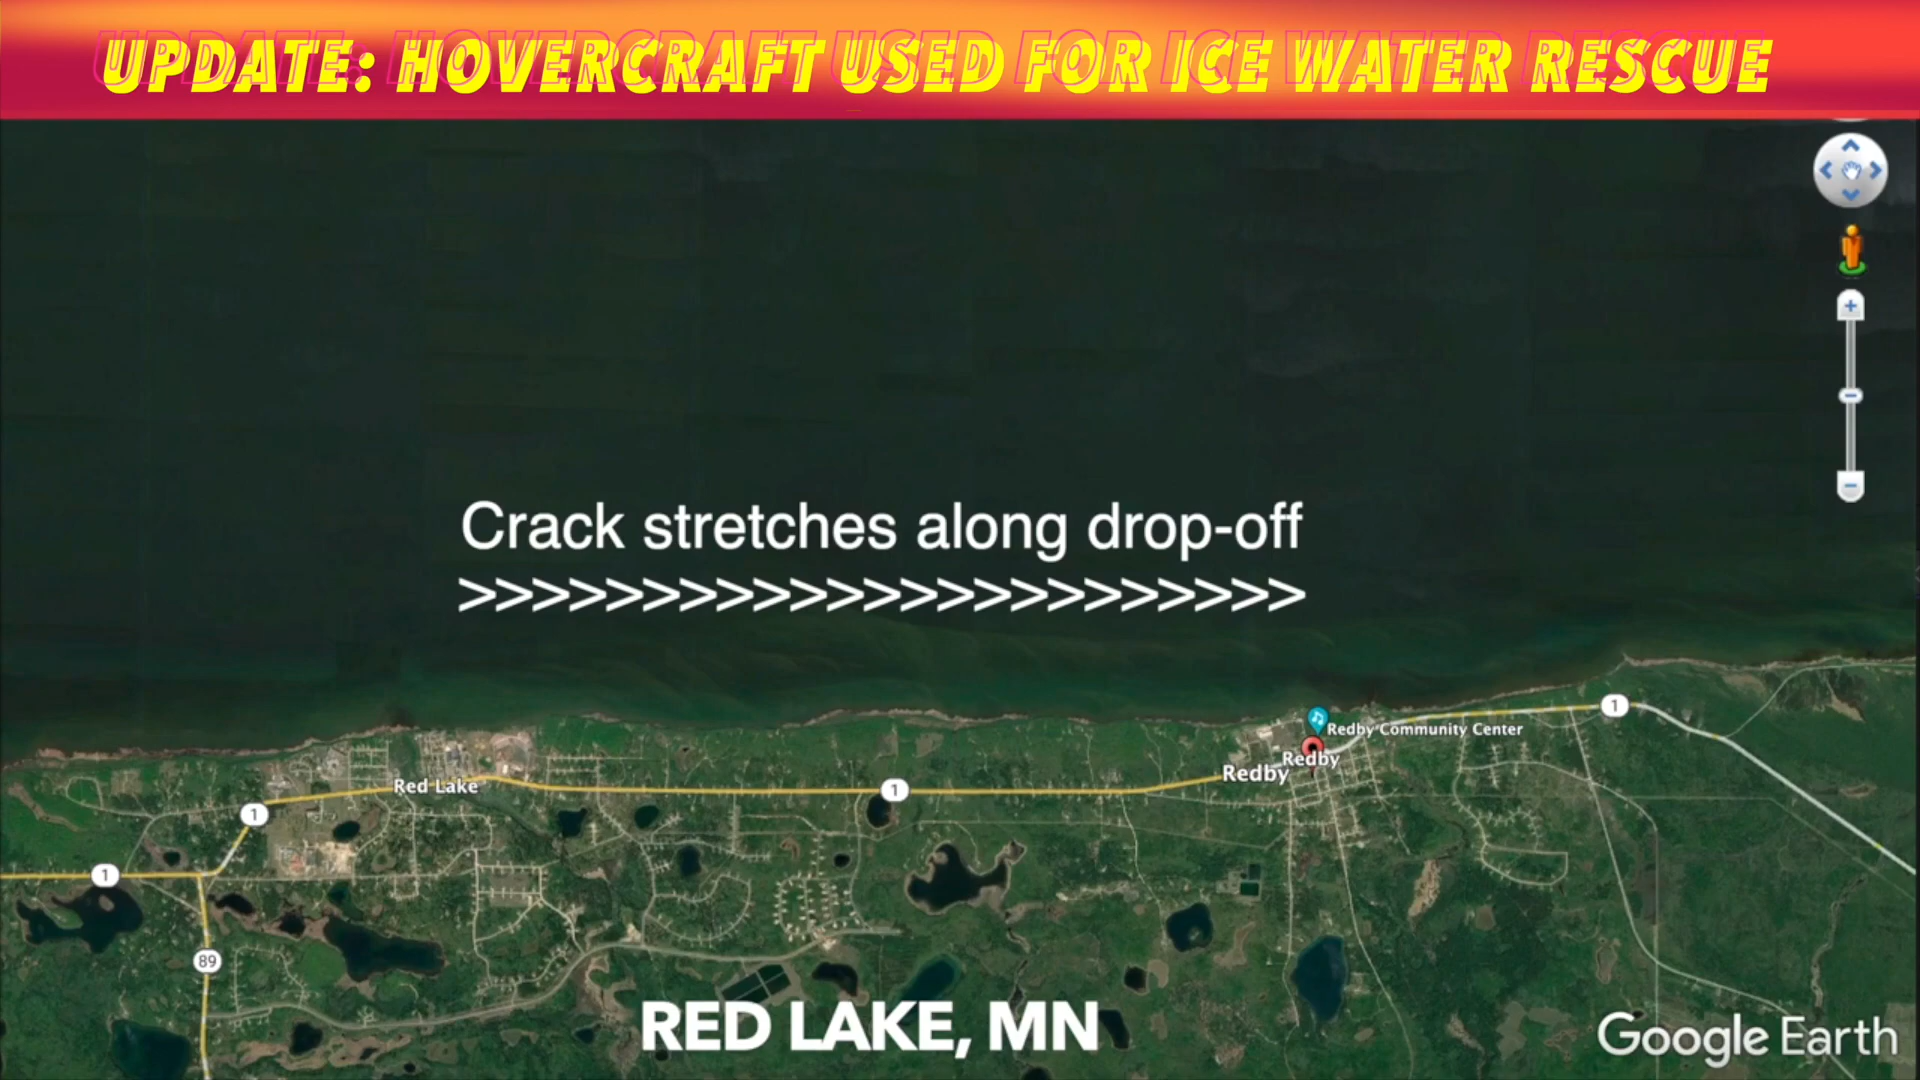 UPDATE: HOVERCRAFT USED FOR ICE WATER RESCUE
Crack stretches along drop-off
>>>>>>>>>>>>>>>>>>>>>>>
1
Redby Community Center
Redby
Redby
Red Lake
1
1
1
89
RED LAKE, MN
Google Earth